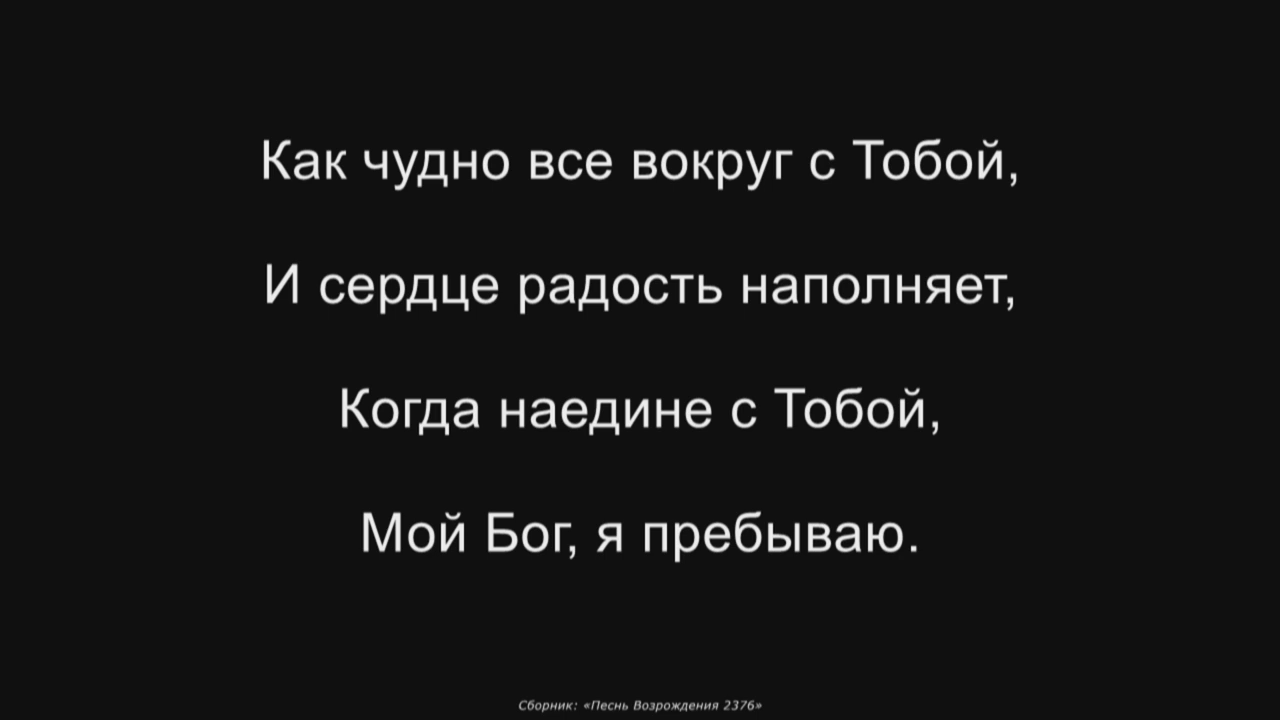 Как чудно все вокруг с Тобой,
И сердце радость наполняет,
Когда наедине с Тобой,
Мой Бог, я пребываю.
Сборник: «Песнь Возрождения 2376»